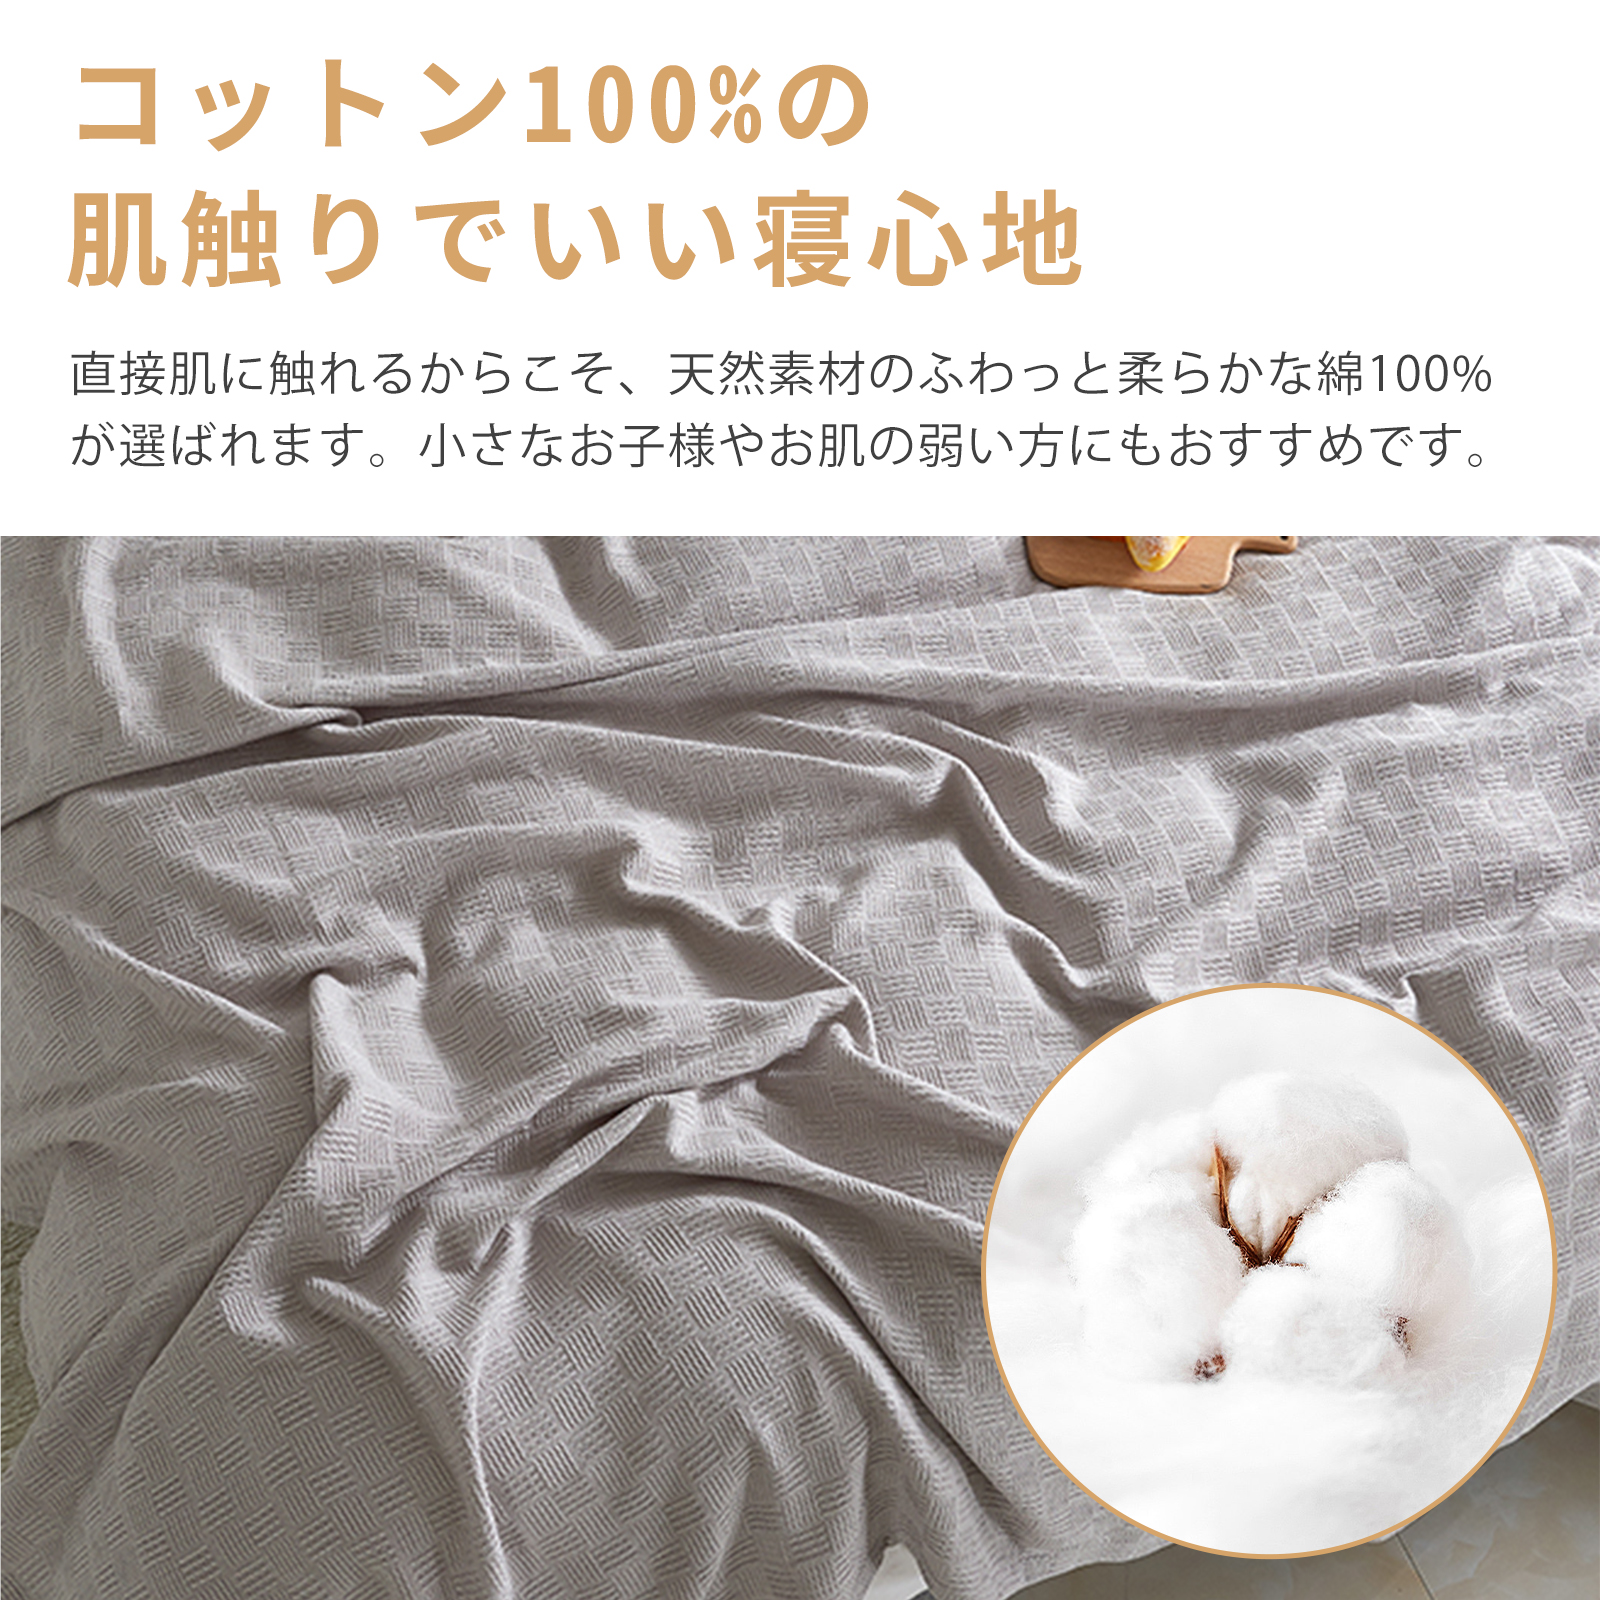 コットン100%の
肌触りでいい寝心地
直接肌に触れるからこそ、天然素材のふわっと柔らかな綿100%
が選ばれます。小さなお子様やお肌の弱い方にもおすすめです。